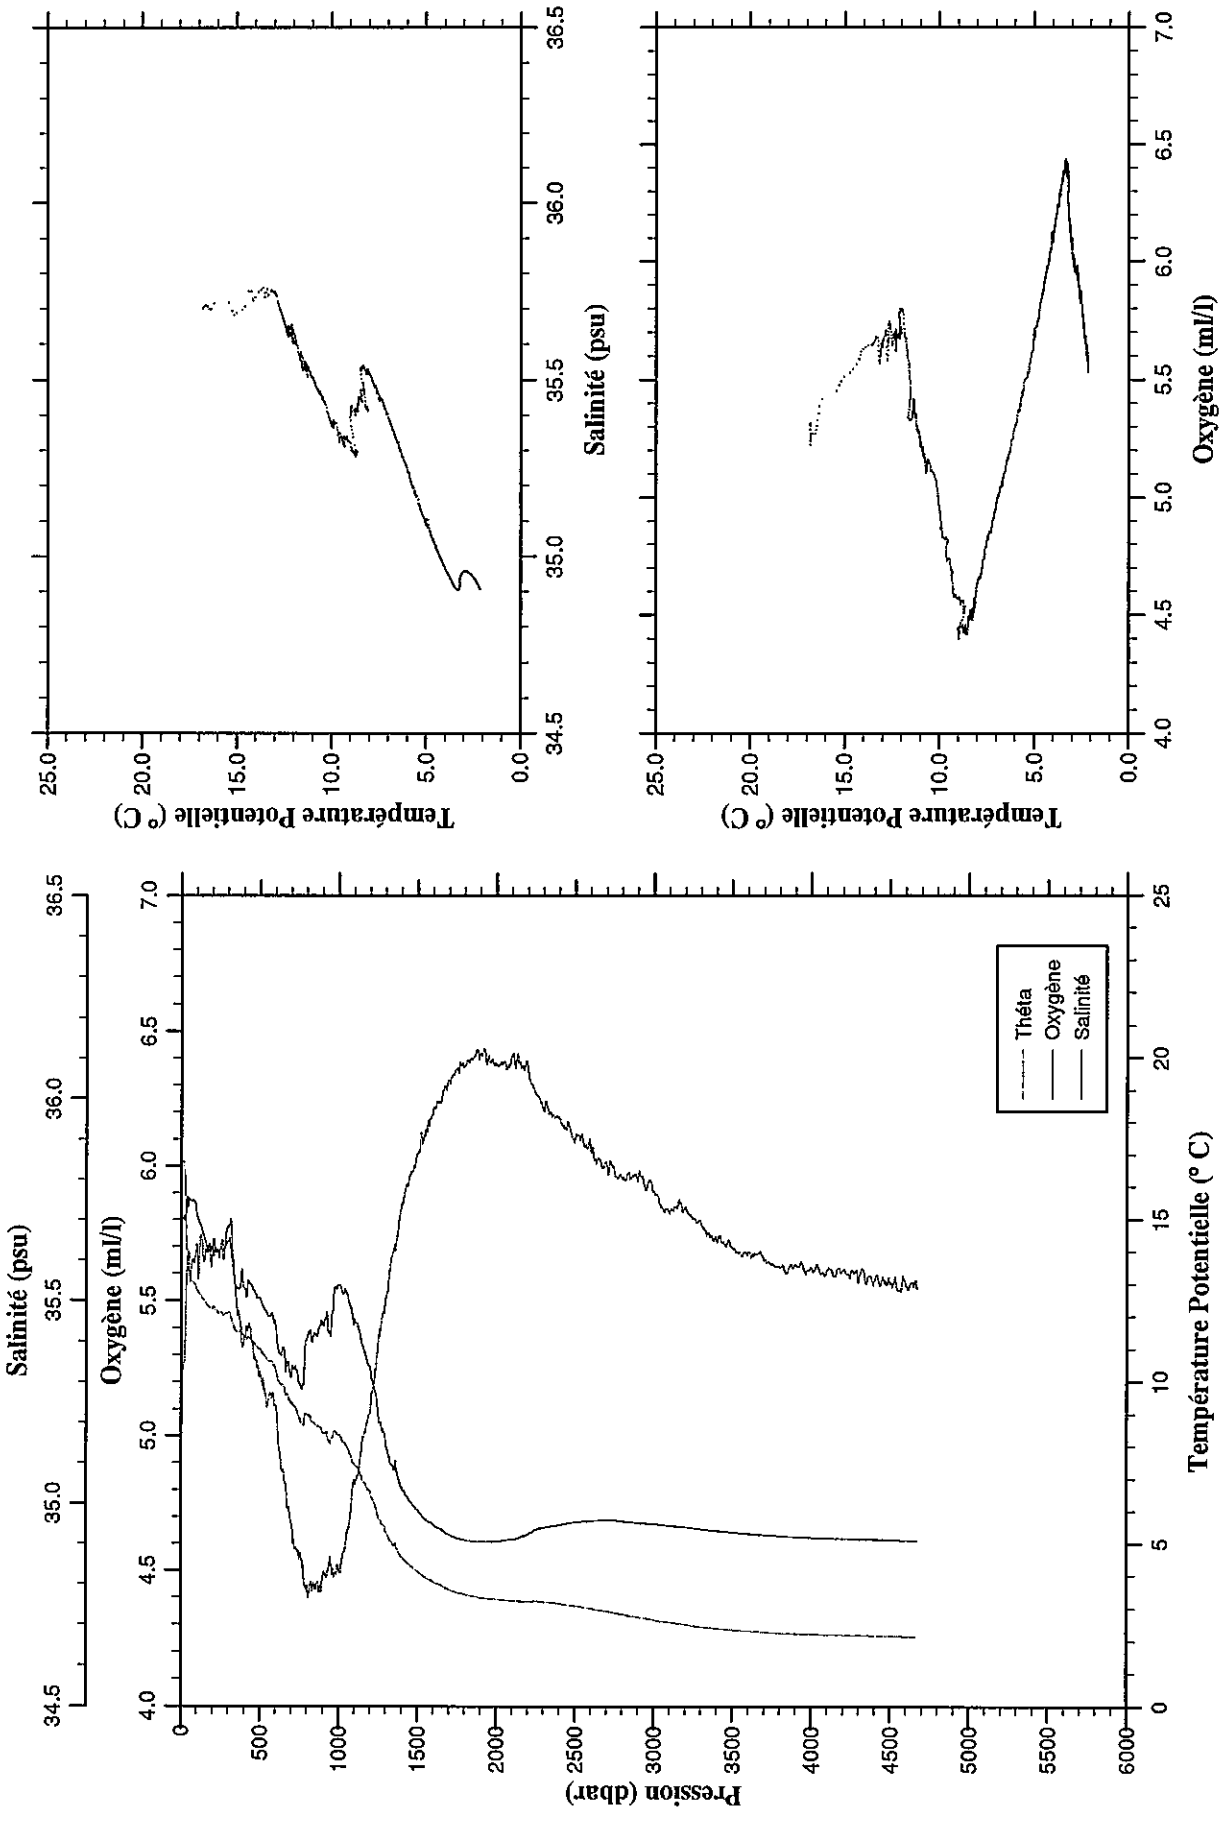 Salinité (psu)
34.5 35.0 35.5 36.0 36.5
Oxygène (ml/l)
4.0 4.5 5.0 5.5 6.0 6.5 7.0
Pression (dbar)
0
500
1000
1500
2000
2500
3000
3500
4000
4500
5000
5500
6000
Théta
Oxygène
Salinité
0 5 10 15 20 25
Température Potentielle (° C)
25.0
20.0
15.0
10.0
5.0
0.0
Température Potentielle (° C)
34.5 35.0 35.5 36.0 36.5
Salinité (psu)
25.0
20.0
15.0
10.0
5.0
0.0
Température Potentielle (° C)
4.0 4.5 5.0 5.5 6.0 6.5 7.0
Oxygène (ml/l)